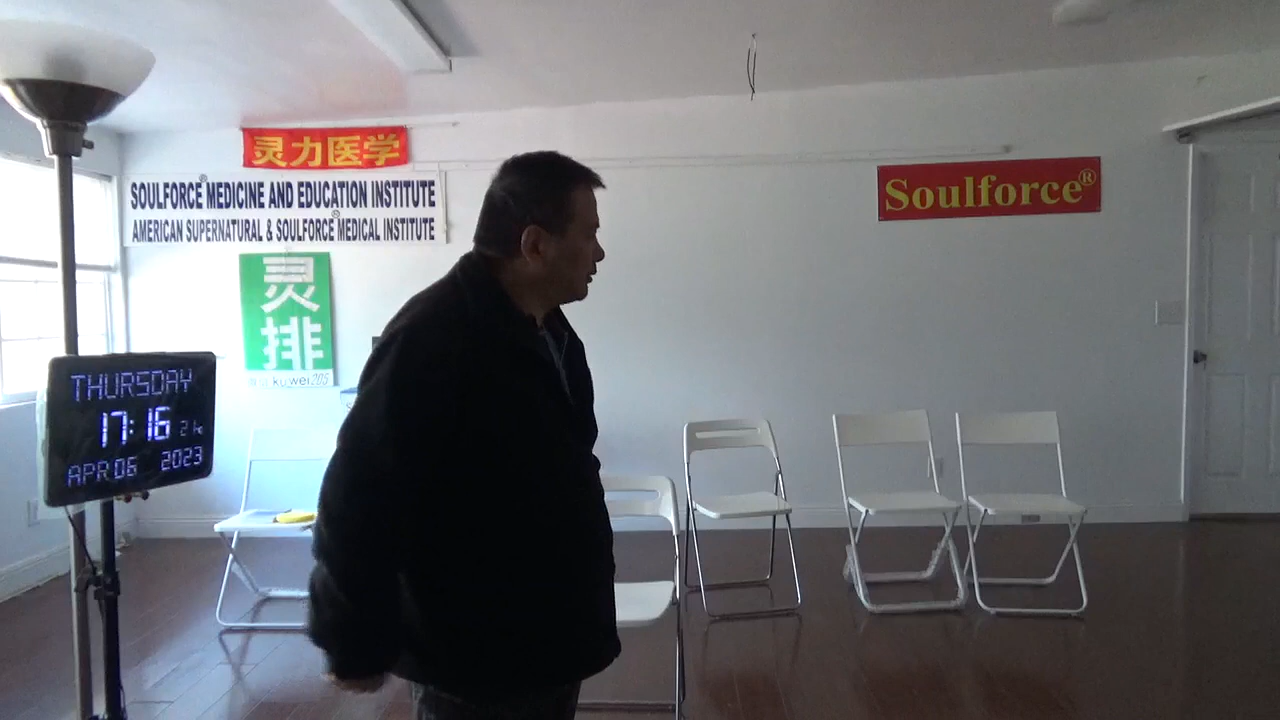 灵力医学
SOULFORCE® MEDICINE AND EDUCATION INSTITUTE
AMERICAN SUPERNATURAL & SOULFORCE® MEDICAL INSTITUTE
Soulforce®
灵
排
kuwei205
THURSDAY
17:16
APR 06 2023